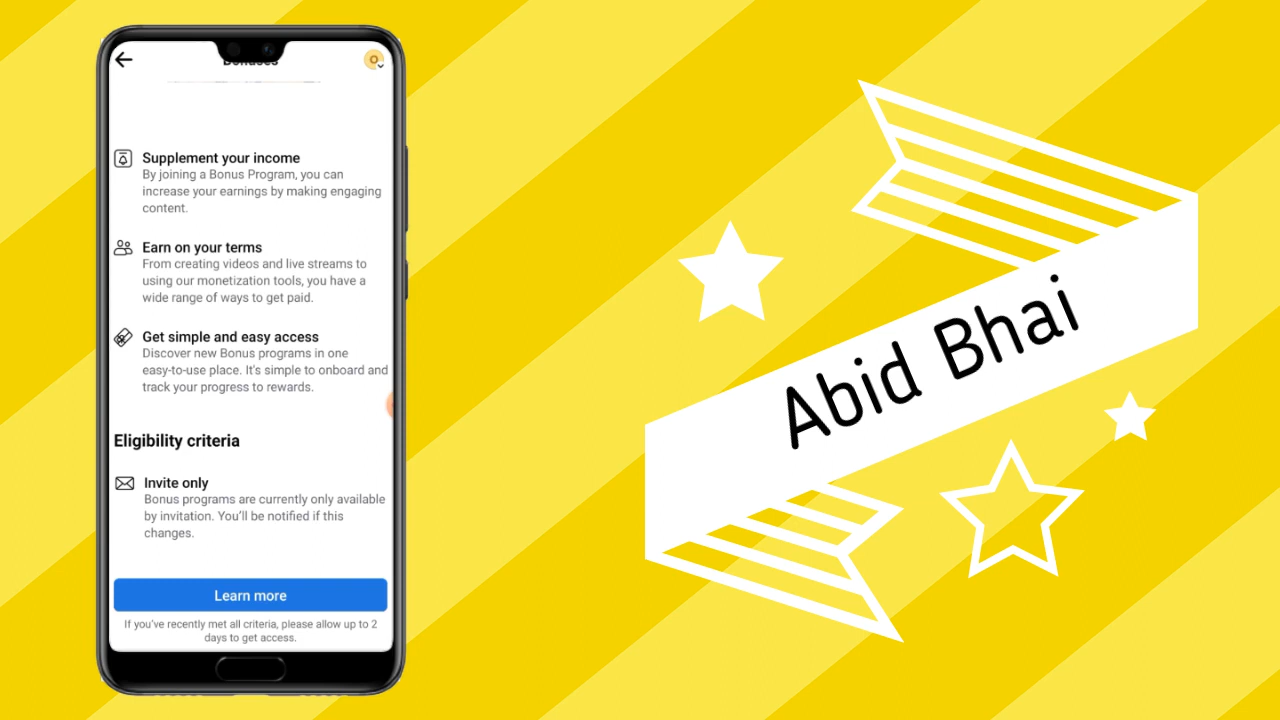 Bonuses
Supplement your income
By joining a Bonus Program, you can
increase your earnings by making engaging
content.
Earn on your terms
From creating videos and live streams to
using our monetization tools, you have a
wide range of ways to get paid.
Get simple and easy access
Discover new Bonus programs in one
easy-to-use place. It's simple to onboard and
track your progress to rewards.
Eligibility criteria
Invite only
Bonus programs are currently only available
by invitation. You’ll be notified if this
changes.
Learn more
If you've recently met all criteria, please allow up to 2
days to get access.
Abid Bhai